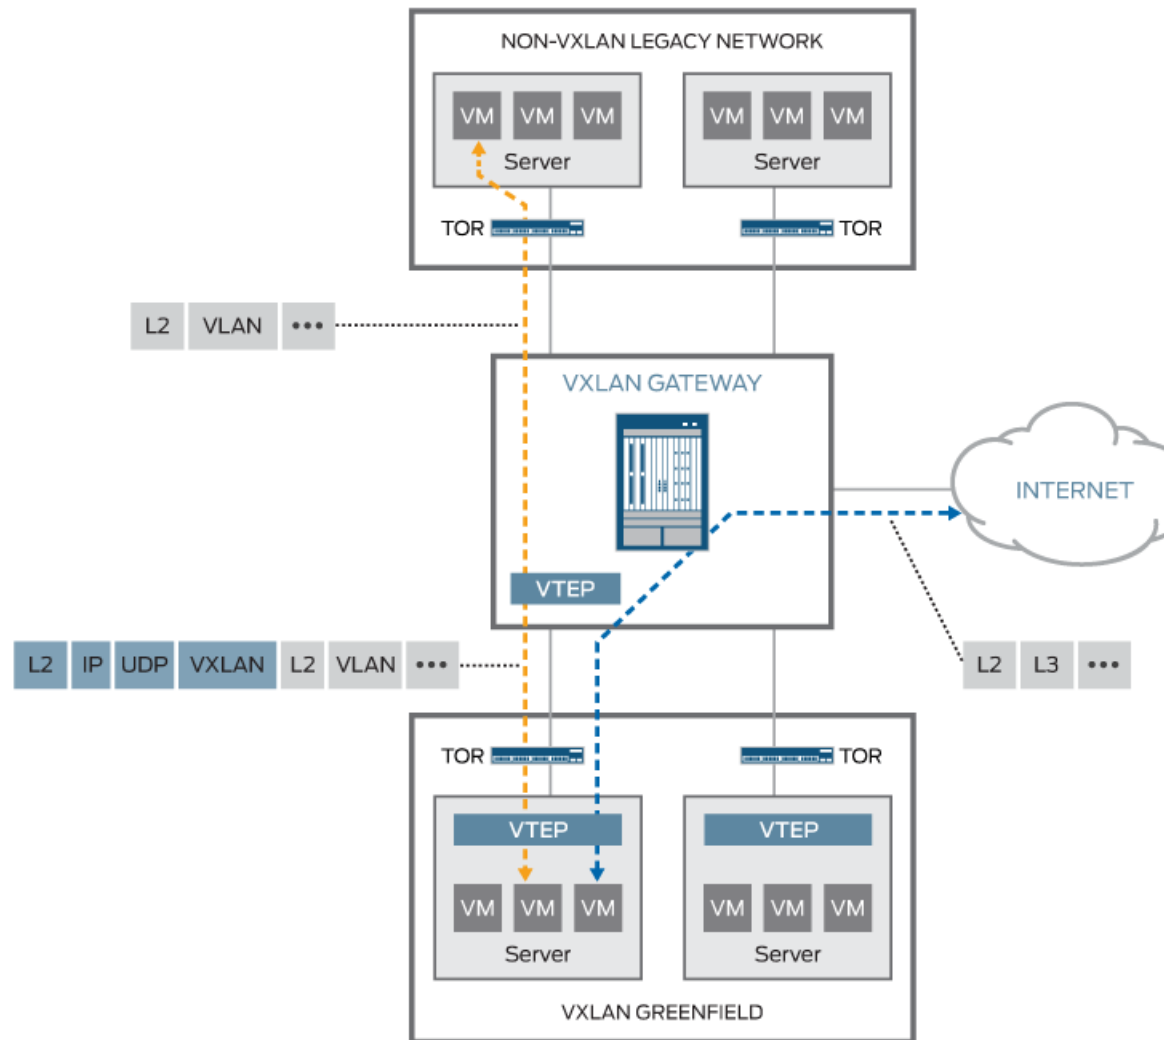 NON-VXLAN LEGACY NETWORK
VM VM VM
Server
VM VM VM
Server
TOR
TOR
L2 VLAN •••
VXLAN GATEWAY
INTERNET
VTEP
L2 IP UDP VXLAN L2 VLAN •••
L2 L3 •••
TOR
TOR
VTEP
VM VM VM
Server
VTEP
VM VM VM
Server
VXLAN GREENFIELD